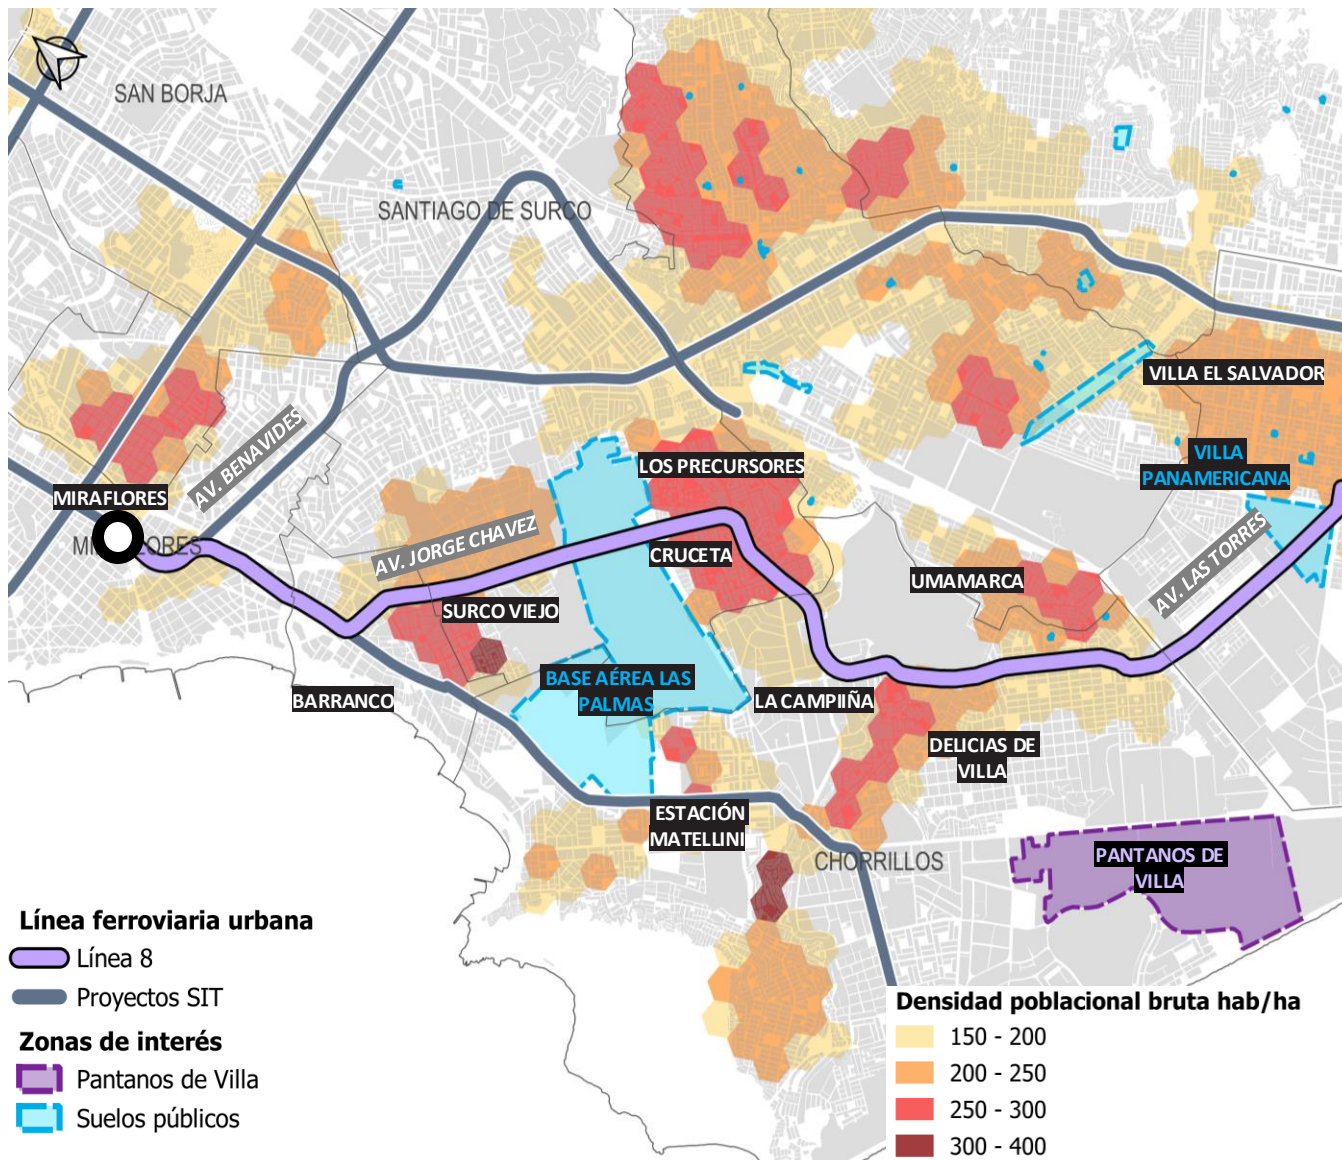 SAN BORJA
SANTIAGO DE SURCO
VILLA EL SALVADOR
AV. BENAVIDES
VILLA
PANAMERICANA
LOS PRECURSORES
MIRAFLORES
MIRAFLORES
AV. JORGE CHAVEZ
CRUCETA
AV. LAS TORRES
UMAMARCA
SURCO VIEJO
BASE AÉREA LAS
PALMAS
BARRANCO
LA CAMPIIÑA
DELICIAS DE
VILLA
ESTACIÓN
MATELLINI
CHORRILLOS
PANTANOS DE
VILLA
Línea ferroviaria urbana
Línea 8
Proyectos SIT
Zonas de interés
Pantanos de Villa
Suelos públicos
Densidad poblacional bruta hab/ha
150 - 200
200 - 250
250 - 300
300 - 400